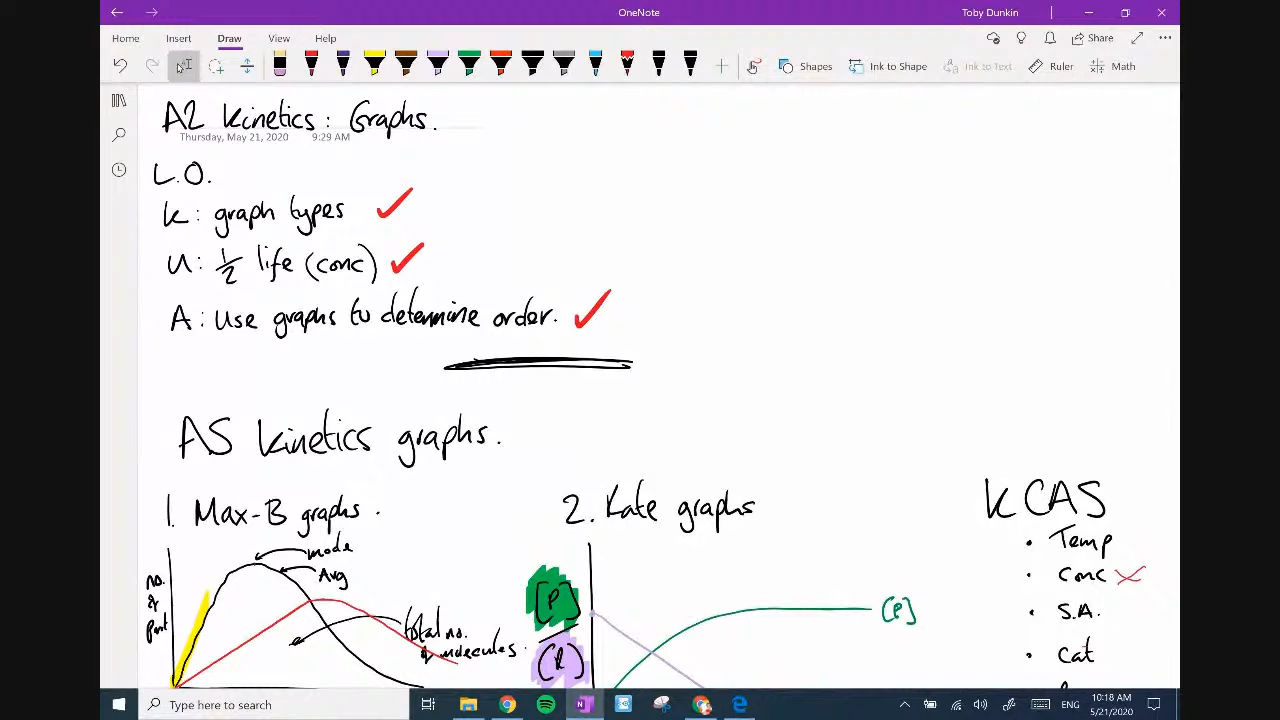 OneNote
Toby Dunkin
Home
Insert
Draw
View
Help
Share
Shapes
Ink to Shape
Ink to Text
Ruler
Math
A2 Kinetics: Graphs.
Thursday, May 21, 2020
9:29 AM
L.O.
K: graph types
U: 1/2 life (conc)
A: Use graphs to determine order.
AS Kinetics graphs.
1. Max-B graphs.
mode
Avg
no. of part
total no. of molecules.
2. Rate graphs
[P]
[R]
[P]
K CAS
• Temp
• Conc
• S.A.
• Cat
Type here to search
10:18 AM
5/21/2020